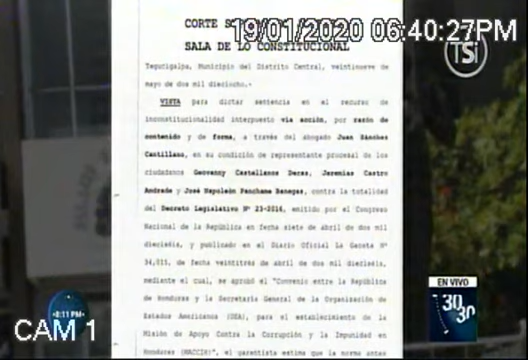 CORTE
19/01/2020 06:40:27PM
SALA DE LO CONSTITUCIONAL
TSi
Tegucigalpa, Municipio del Distrito Central, veintinueve de
mayo de dos mil dieciocho.-
VISTA para dictar sentencia en el recurso de
inconstitucionalidad interpuesto via acción, por razón de
contenido y de forma, a través del abogado Juan Sánchez
Cantillano, en su condición de representante procesal de los
ciudadanos Geovanny Castellanos Deras, Jeremias Castro
Andrade y José Napoleón Panchame Banegas, contra la totalidad
del Decreto Legislativo N° 23-2016, emitido por el Congreso
Nacional de la República en fecha siete de abril de dos mil
dieciséis, y publicado en el Diario Oficial La Gaceta N°
34,015, de fecha veintitrés de abril de dos mil dieciséis,
mediante el cual, se aprobó el "Convenio entre la República
de Honduras y la Secretaría General de la Organización de
Estados Americanos (OEA), para el establecimiento de la
Misión de Apoyo Contra la Corrupción y la Impunidad en
Honduras (MACCIH)", el garantista estima que la norma antes
EN VIVO
30
30
8:11 PM
CAM 1